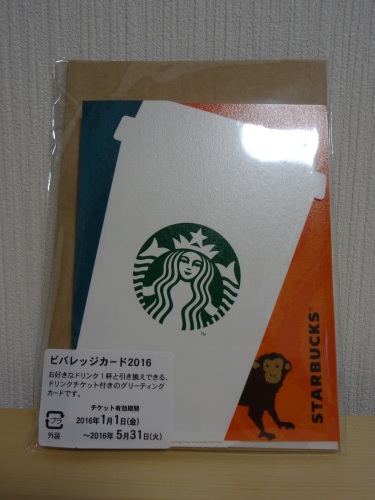 TM
STARBUCKS®
ビバレッジカード2016
お好きなドリンク1杯と引き換えできる、
ドリンクチケット付きのグリーティング
カードです。
チケット有効期間
2016年1月1日(金)
～2016年5月31日(火)
プラ
外装